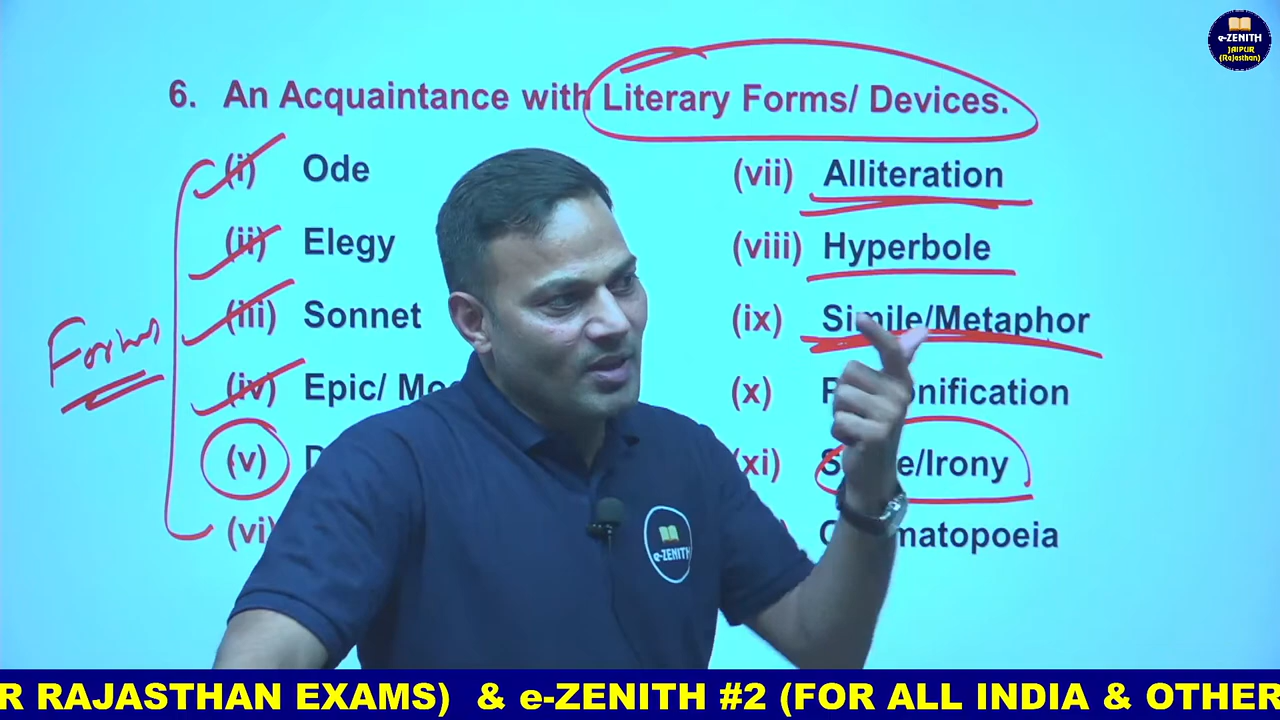 e-ZENITH
JAIPUR
(Rajasthan)
6. An Acquaintance with Literary Forms/ Devices.
(i) Ode
(ii) Elegy
(iii) Sonnet
(iv) Epic/
(v)
(vi)
Forms
(vii) Alliteration
(viii) Hyperbole
(ix) Simile/Metaphor
(x)
(xi) /Irony
e-ZENITH
R RAJASTHAN EXAMS) & e-ZENITH #2 (FOR ALL INDIA & OTHER